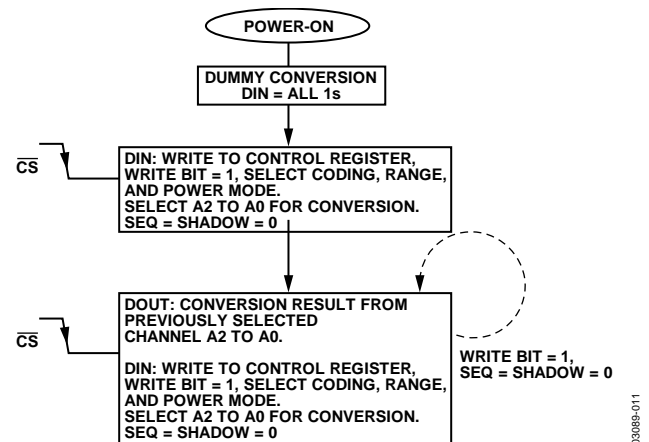 POWER-ON
DUMMY CONVERSION
DIN = ALL 1s
CS
DIN: WRITE TO CONTROL REGISTER,
WRITE BIT = 1, SELECT CODING, RANGE,
AND POWER MODE.
SELECT A2 TO A0 FOR CONVERSION.
SEQ = SHADOW = 0
CS
DOUT: CONVERSION RESULT FROM
PREVIOUSLY SELECTED
CHANNEL A2 TO A0.
DIN: WRITE TO CONTROL REGISTER,
WRITE BIT = 1, SELECT CODING, RANGE,
AND POWER MODE.
SELECT A2 TO A0 FOR CONVERSION.
SEQ = SHADOW = 0
WRITE BIT = 1,
SEQ = SHADOW = 0
03089-011